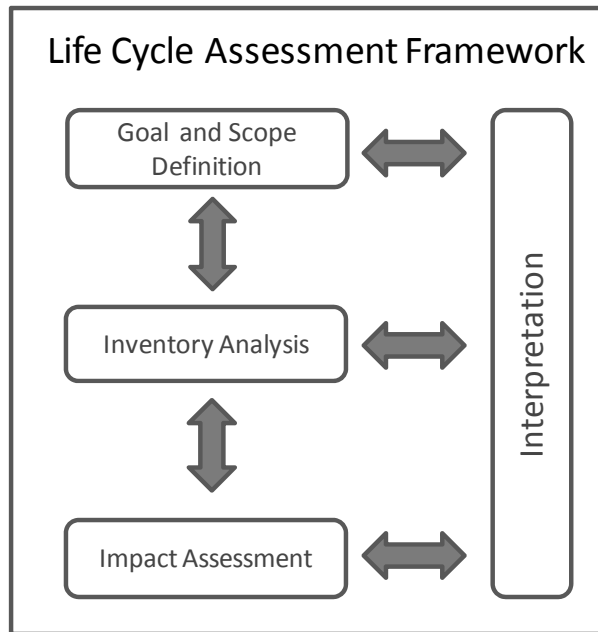 Life Cycle Assessment Framework
Goal and Scope
Definition
Inventory Analysis
Impact Assessment
Interpretation